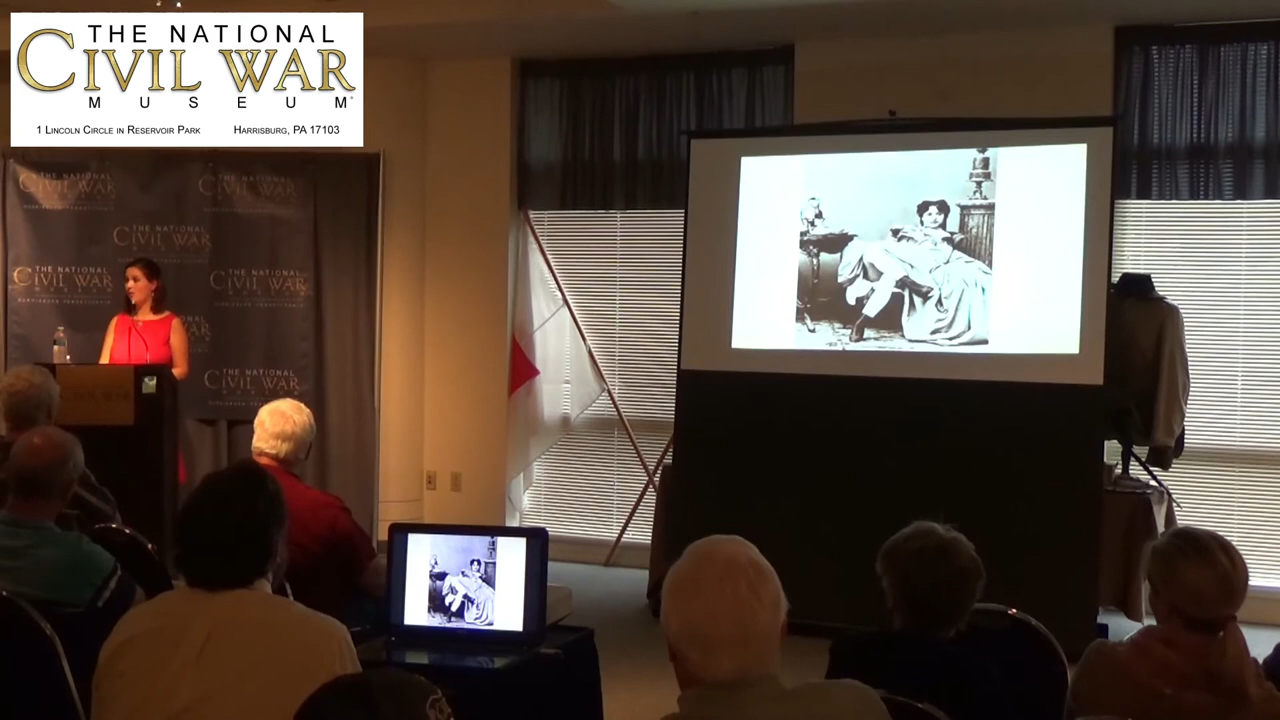 THE NATIONAL
CIVIL WAR
MUSEUM
1 LINCOLN CIRCLE IN RESERVOIR PARK HARRISBURG, PA 17103
THE NATIONAL
CIVIL WAR
THE NATIONAL
CIVIL WAR
THE NATIONAL
CIVIL WAR
THE NATIONAL
CIVIL WAR
THE NATIONAL
CIVIL WAR
THE NATIONAL
CIVIL WAR
CIVIL WAR